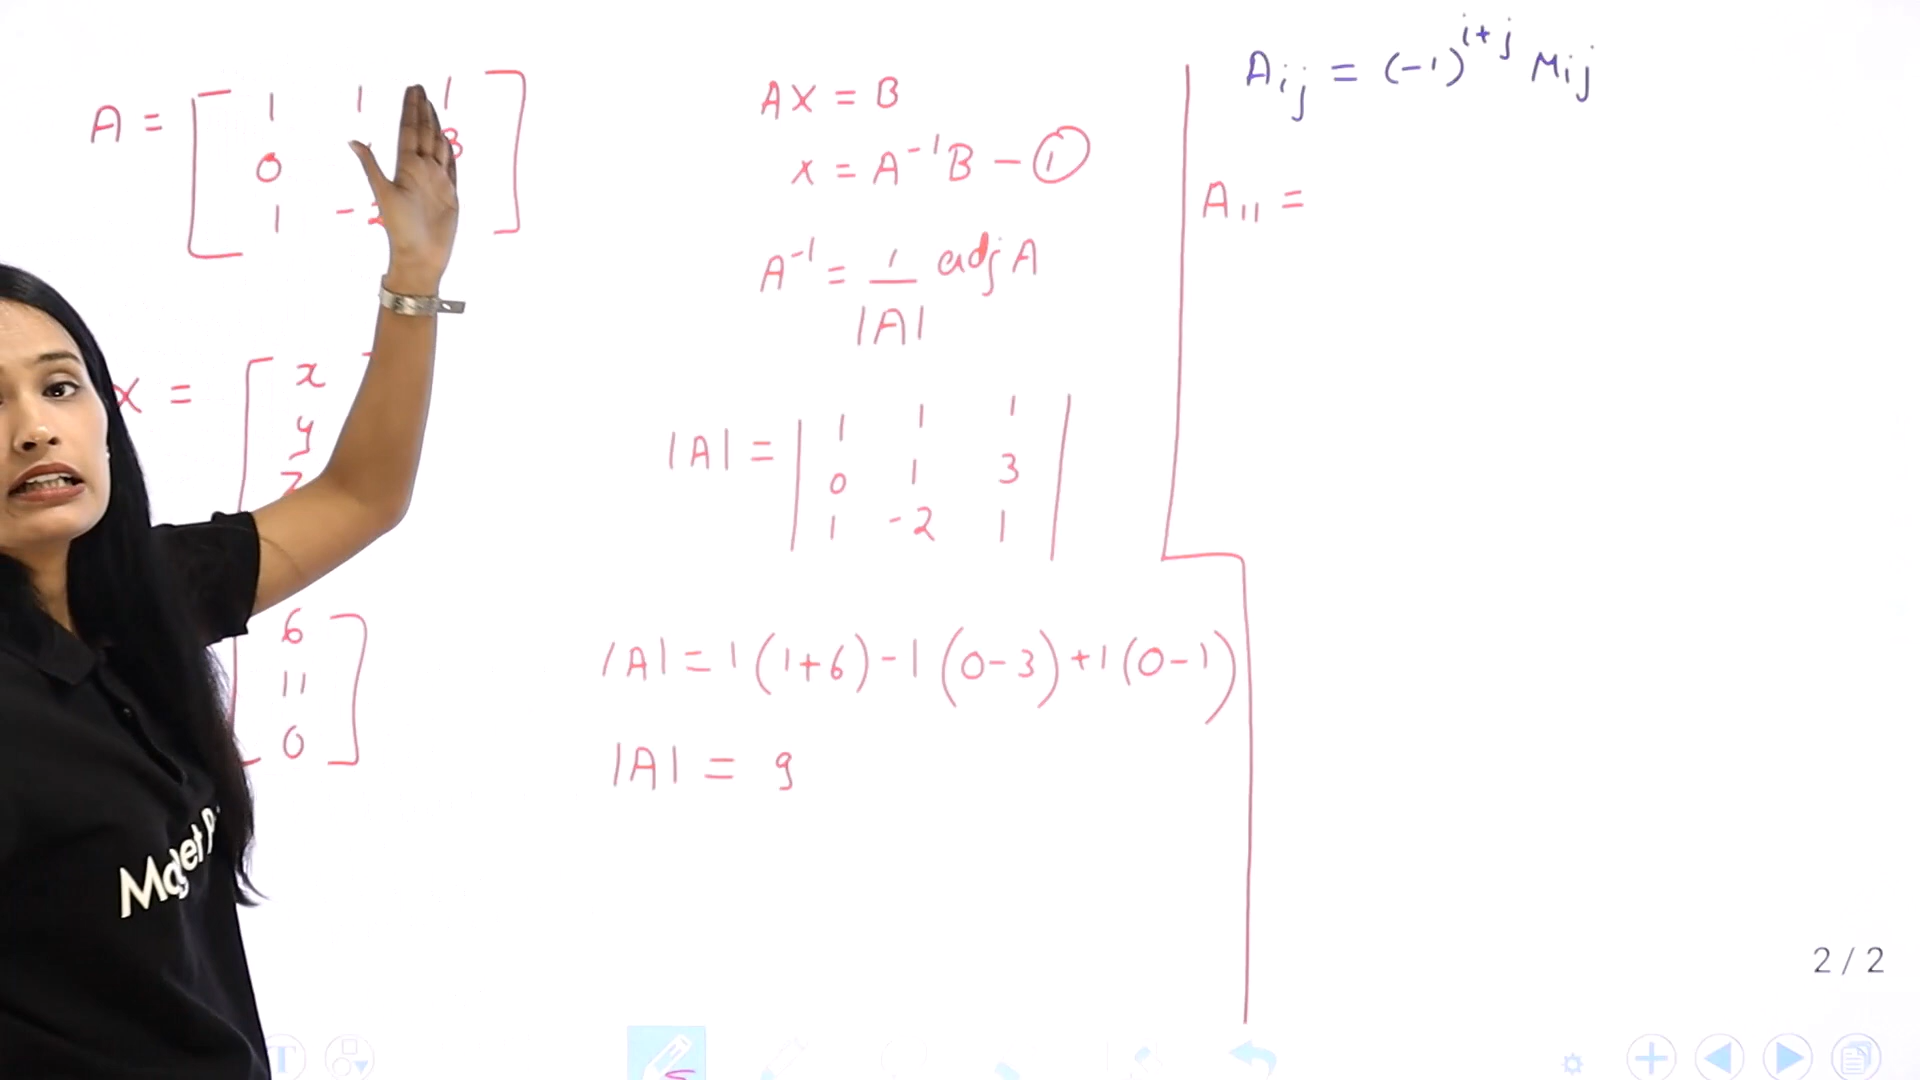 A = [ 1 1 1
0 3
1 -2 ]
X = [ x
y
z
6
11
0 ]
AX = B
x = A⁻¹B - ①
A⁻¹ = 1/|A| adj A
|A| = | 1 1 1
0 1 3
1 -2 1 |
|A| = 1(1+6)-1(0-3)+1(0-1)
|A| = 9
Aij = (-1)^i+j Mij
A11 =
2 / 2
T